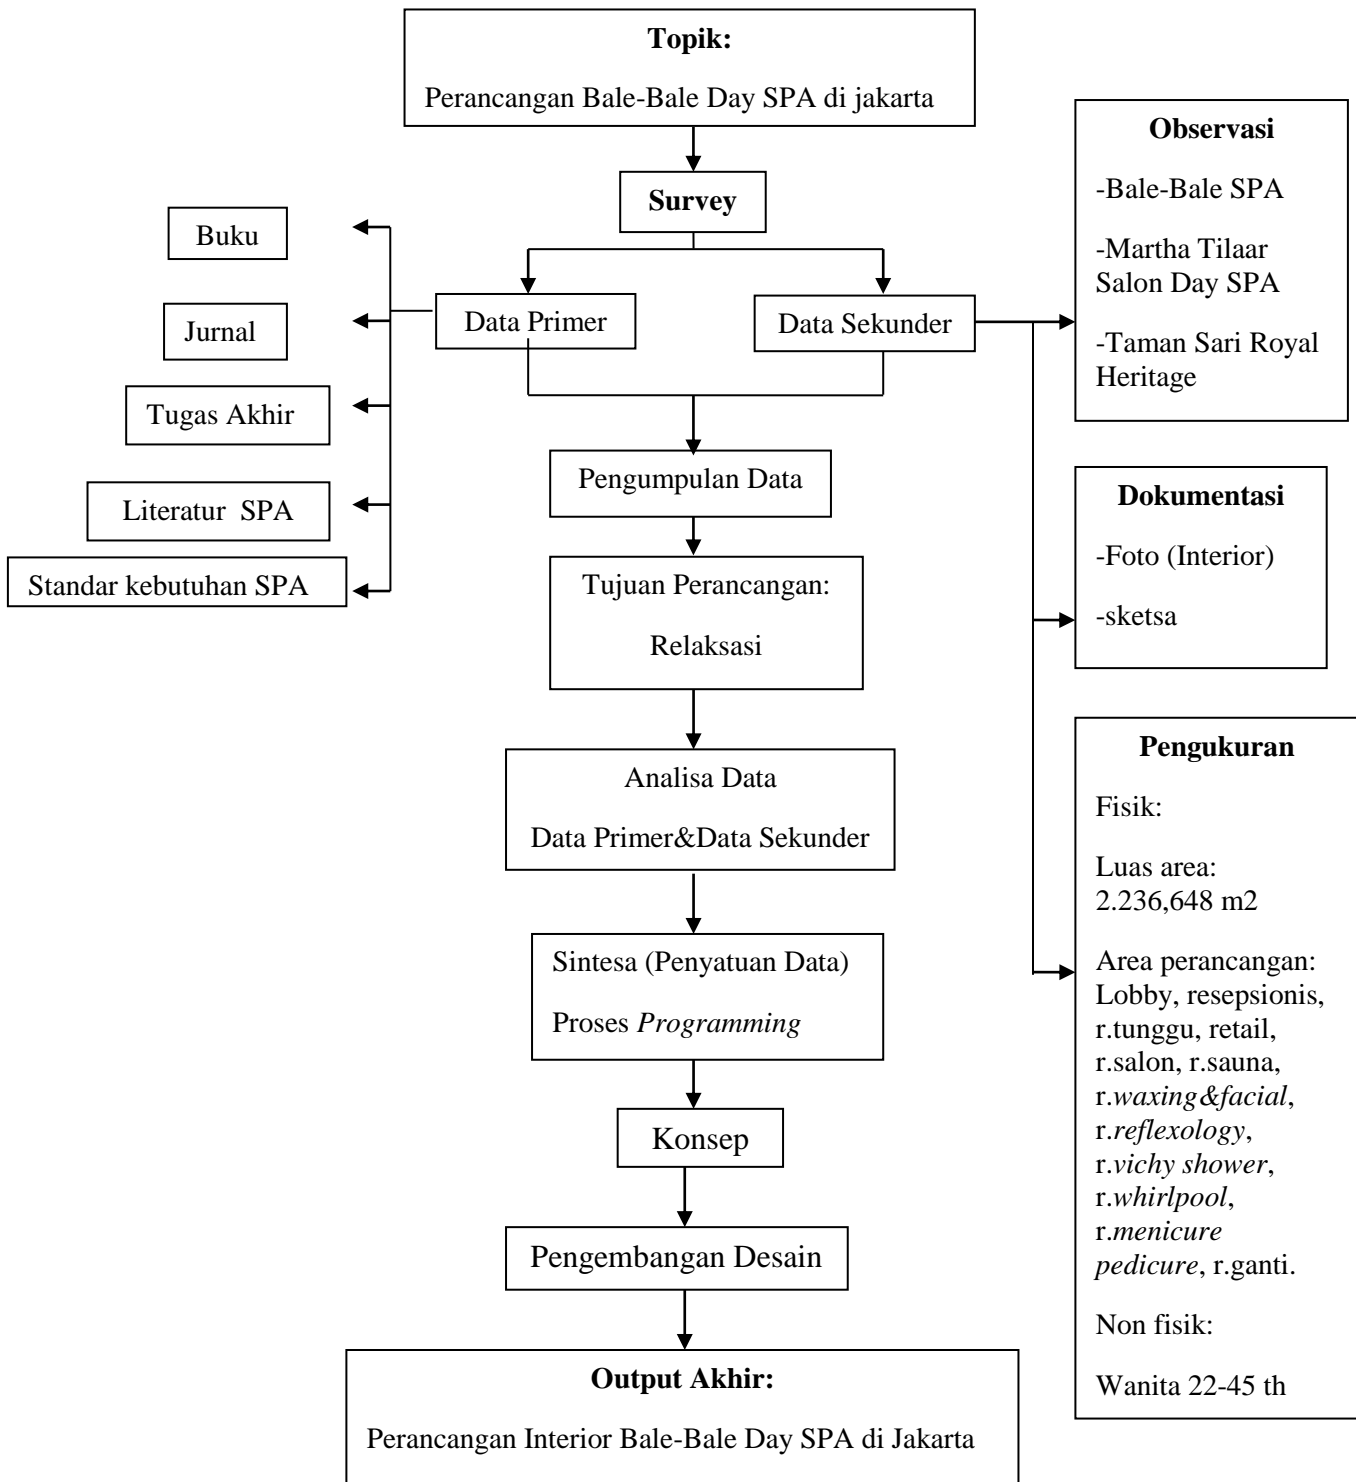 Topik:
Perancangan Bale-Bale Day SPA di jakarta
Survey
Data Primer
Data Sekunder
Buku
Jurnal
Tugas Akhir
Literatur  SPA
Standar kebutuhan SPA
Observasi
-Bale-Bale SPA
-Martha Tilaar
Salon Day SPA
-Taman Sari Royal
Heritage
Dokumentasi
-Foto (Interior)
-sketsa
Pengukuran
Fisik:
Luas area:
2.236,648 m2
Area perancangan:
Lobby, resepsionis,
r.tunggu, retail,
r.salon, r.sauna,
r.waxing&facial,
r.reflexology,
r.vichy shower,
r.whirlpool,
r.menicure
pedicure, r.ganti.
Non fisik:
Wanita 22-45 th
Pengumpulan Data
Tujuan Perancangan:
Relaksasi
Analisa Data
Data Primer&Data Sekunder
Sintesa (Penyatuan Data)
Proses Programming
Konsep
Pengembangan Desain
Output Akhir:
Perancangan Interior Bale-Bale Day SPA di Jakarta